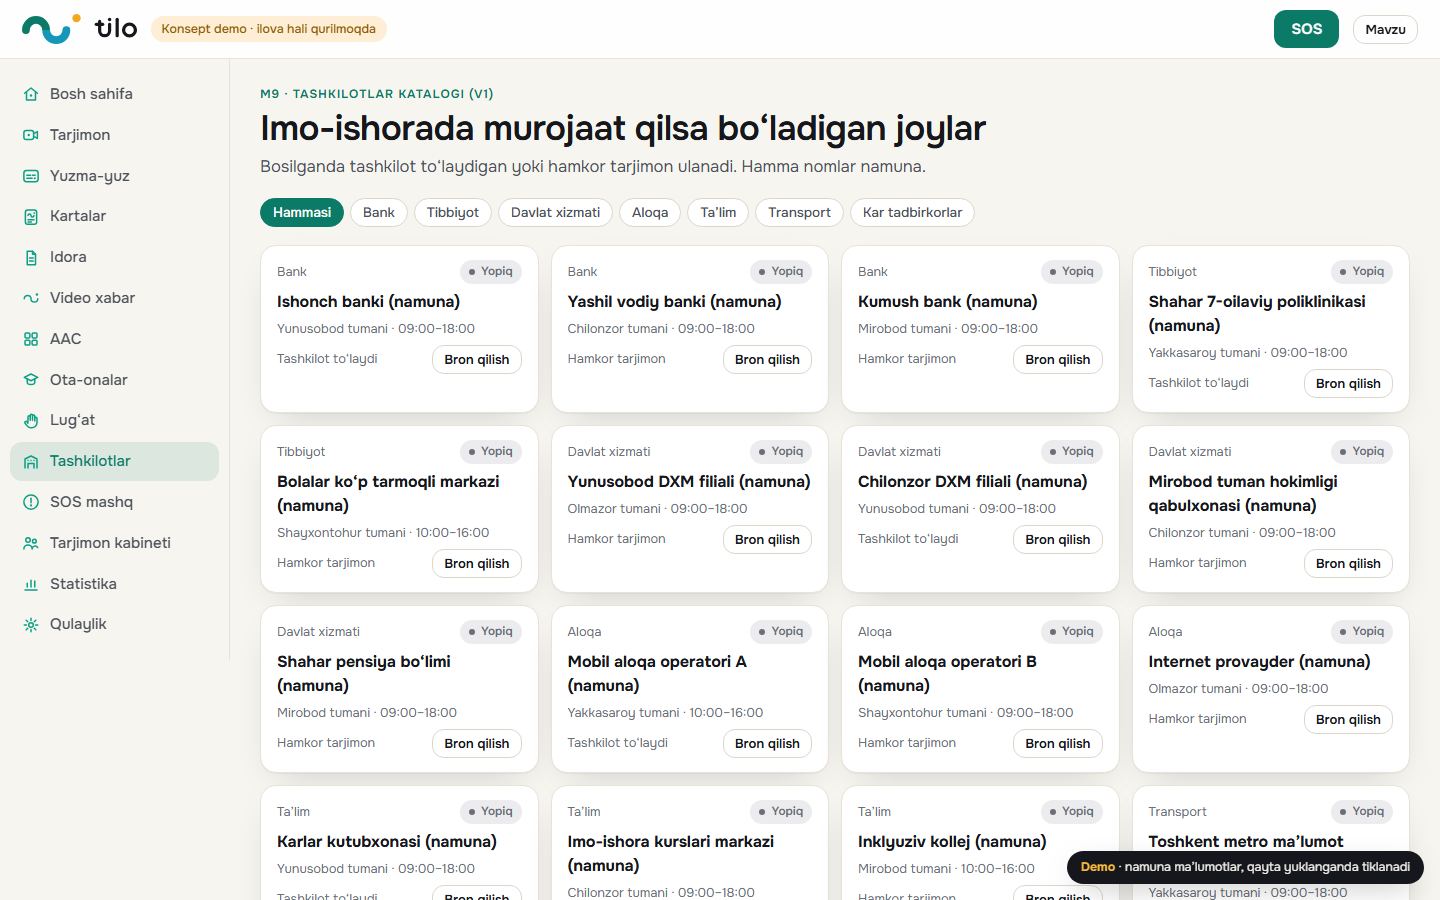 tilo
Konsept demo · ilova hali qurilmoqda
SOS
Mavzu
Bosh sahifa
Tarjimon
Yuzma-yuz
Kartalar
Idora
Video xabar
AAC
Ota-onalar
Lug‘at
Tashkilotlar
SOS mashq
Tarjimon kabineti
Statistika
Qulaylik
M9 · TASHKILOTLAR KATALOGI (V1)
Imo-ishorada murojaat qilsa bo‘ladigan joylar
Bosilganda tashkilot to‘laydigan yoki hamkor tarjimon ulanadi. Hamma nomlar namuna.
Hammasi
Bank
Tibbiyot
Davlat xizmati
Aloqa
Ta’lim
Transport
Kar tadbirkorlar
Bank
Yopiq
Ishonch banki (namuna)
Yunusobod tumani · 09:00–18:00
Tashkilot to‘laydi
Bron qilish
Bank
Yopiq
Yashil vodiy banki (namuna)
Chilonzor tumani · 09:00–18:00
Hamkor tarjimon
Bron qilish
Bank
Yopiq
Kumush bank (namuna)
Mirobod tumani · 09:00–18:00
Hamkor tarjimon
Bron qilish
Tibbiyot
Yopiq
Shahar 7-oilaviy poliklinikasi
(namuna)
Yakkasaroy tumani · 09:00–18:00
Tashkilot to‘laydi
Bron qilish
Tibbiyot
Yopiq
Bolalar ko‘p tarmoqli markazi
(namuna)
Shayxontohur tumani · 10:00–16:00
Hamkor tarjimon
Bron qilish
Davlat xizmati
Yopiq
Yunusobod DXM filiali (namuna)
Olmazor tumani · 09:00–18:00
Hamkor tarjimon
Bron qilish
Davlat xizmati
Yopiq
Chilonzor DXM filiali (namuna)
Yunusobod tumani · 09:00–18:00
Tashkilot to‘laydi
Bron qilish
Davlat xizmati
Yopiq
Mirobod tuman hokimligi
qabulxonasi (namuna)
Chilonzor tumani · 09:00–18:00
Hamkor tarjimon
Bron qilish
Davlat xizmati
Yopiq
Shahar pensiya bo‘limi
(namuna)
Mirobod tumani · 09:00–18:00
Hamkor tarjimon
Bron qilish
Aloqa
Yopiq
Mobil aloqa operatori A
(namuna)
Yakkasaroy tumani · 10:00–16:00
Tashkilot to‘laydi
Bron qilish
Aloqa
Yopiq
Mobil aloqa operatori B
(namuna)
Shayxontohur tumani · 09:00–18:00
Hamkor tarjimon
Bron qilish
Aloqa
Yopiq
Internet provayder (namuna)
Olmazor tumani · 09:00–18:00
Hamkor tarjimon
Bron qilish
Ta’lim
Yopiq
Karlar kutubxonasi (namuna)
Yunusobod tumani · 09:00–18:00
Tashkilot to‘laydi
Bron qilish
Ta’lim
Yopiq
Imo-ishora kurslari markazi
(namuna)
Chilonzor tumani · 09:00–18:00
Ta’lim
Yopiq
Inklyuziv kollej (namuna)
Mirobod tumani · 10:00–16:00
Hamkor tarjimon
Bron qilish
Transport
Yopiq
Toshkent metro ma’lumot
Yakkasaroy tumani · 09:00–18:00
Demo · namuna ma’lumotlar, qayta yuklanganda tiklanadi